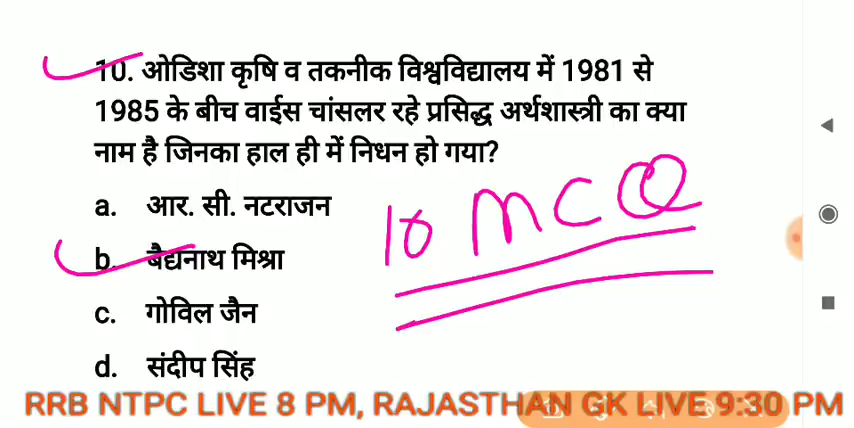 10. ओडिशा कृषि व तकनीक विश्वविद्यालय में 1981 से
1985 के बीच वाईस चांसलर रहे प्रसिद्ध अर्थशास्त्री का क्या
नाम है जिनका हाल ही में निधन हो गया?
a. आर. सी. नटराजन
10 MCQ
b. बैद्यनाथ मिश्रा
c. गोविल जैन
d. संदीप सिंह
RRB NTPC LIVE 8 PM, RAJASTHAN GK LIVE 9:30 PM